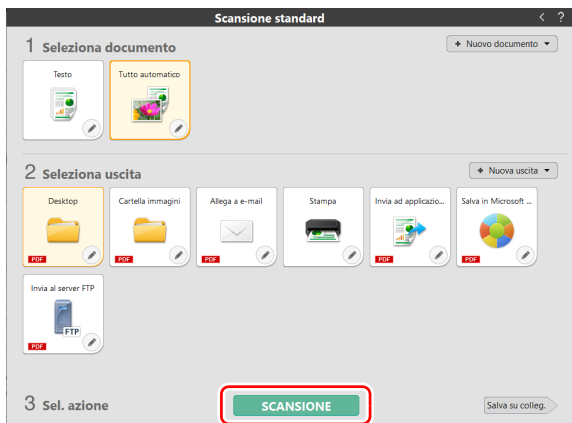 Scansione standard
< ?
1 Seleziona documento
+ Nuovo documento
Testo
Tutto automatico
2 Seleziona uscita
+ Nuova uscita
Desktop
Cartella immagini
Allega a e-mail
Stampa
Invia ad applicazio...
Salva in Microsoft ...
PDF
PDF
PDF
PDF
PDF
Invia al server FTP
FTP
PDF
3 Sel. azione
SCANSIONE
Salva su colleg.